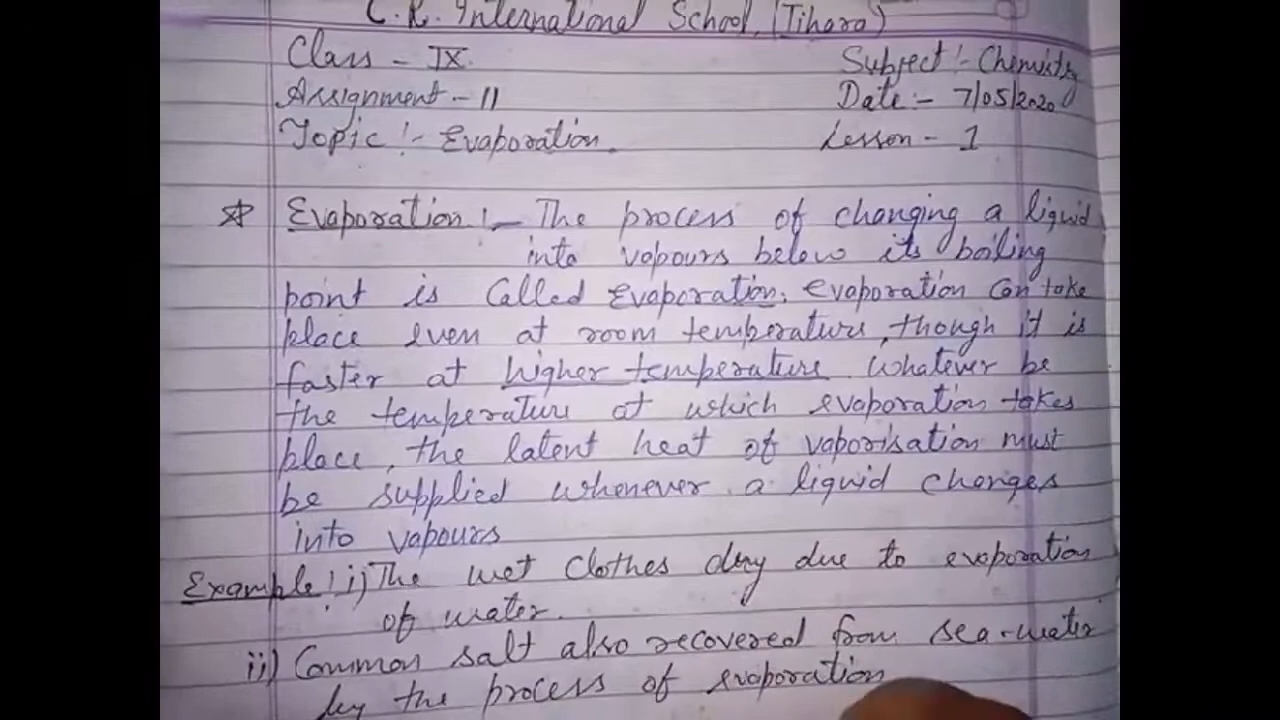 C.R. International School, (Tihara)
Class - IX
Subject :- Chemistry
Assignment - 11
Date :- 7/05/2020
Topic :- Evaporation.
Lesson - 1
☆ Evaporation :- The process of changing a liquid
into vapours below its boiling
point is called Evaporation. Evaporation can take
place even at room temperature, though it is
faster at higher temperature whatever be
the temperature at which evaporation takes
place, the latent heat of vaporisation must
be supplied whenever a liquid changes
into vapours
Example : i) The wet clothes dry due to evaporation
of water.
ii) Common salt also recovered from sea-water
by the process of evaporation